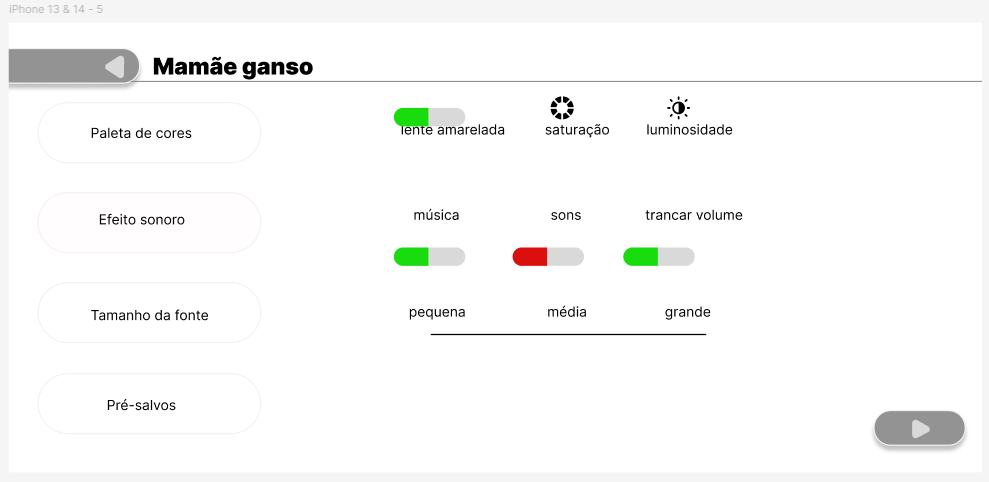 iPhone 13 & 14 - 5
Mamãe ganso
Paleta de cores
lente amarelada saturação luminosidade
Efeito sonoro
música sons trancar volume
Tamanho da fonte
pequena média grande
Pré-salvos